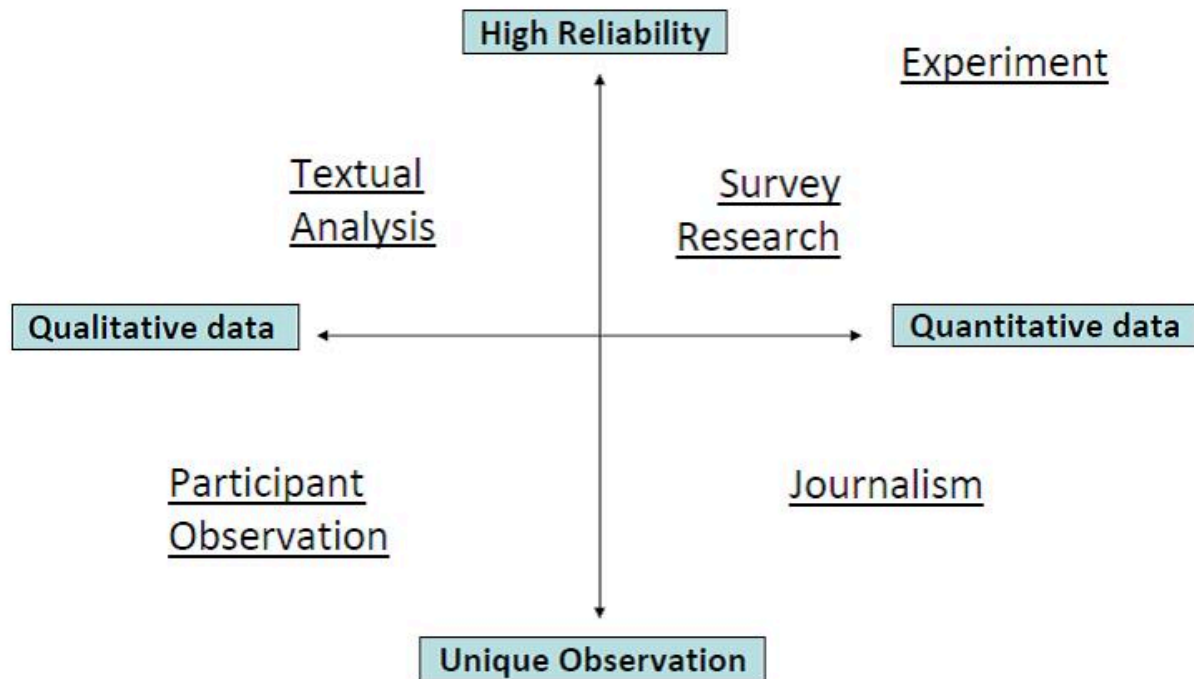 High Reliability
Experiment
Textual
Analysis
Survey
Research
Qualitative data
Quantitative data
Participant
Observation
Journalism
Unique Observation